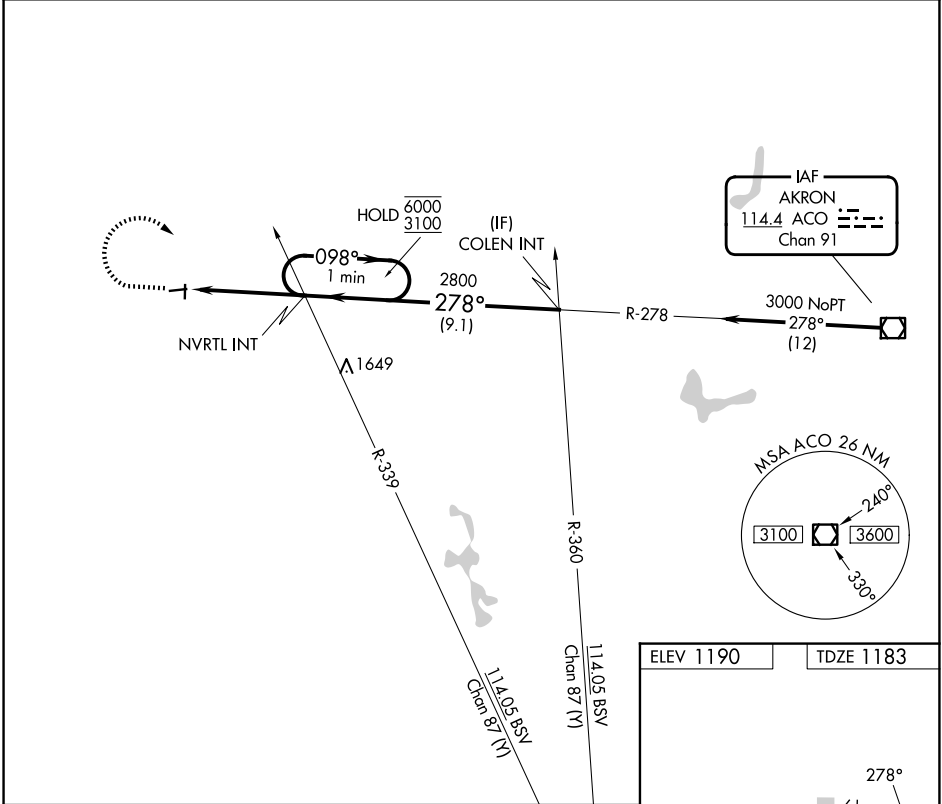 IAF
AKRON
114.4 ACO
Chan 91
HOLD 6000
3100
(IF)
COLEN INT
098°
1 min
2800
278°
(9.1)
R-278
3000 NoPT
278°
(12)
NVRTL INT
1649
R-339
R-360
MSA ACO 26 NM
240°
3100
3600
330°
114.05 BSV
Chan 87 (Y)
114.05 BSV
Chan 87 (Y)
ELEV 1190
TDZE 1183
278°